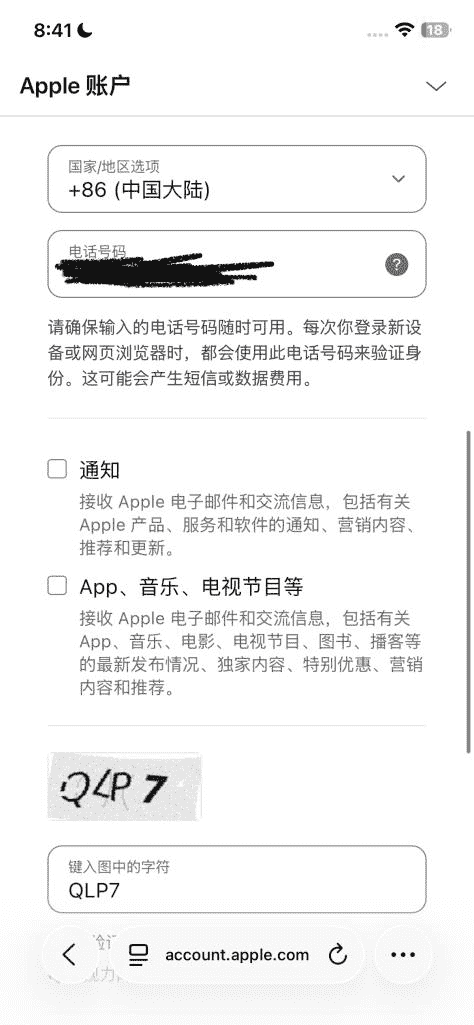 8:41
18
Apple 账户
国家/地区选项
+86 (中国大陆)
电话号码
?
请确保输入的电话号码随时可用。每次你登录新设
备或网页浏览器时，都会使用此电话号码来验证身
份。这可能会产生短信或数据费用。
通知
接收 Apple 电子邮件和交流信息，包括有关
Apple 产品、服务和软件的通知、营销内容、
推荐和更新。
App、音乐、电视节目等
接收 Apple 电子邮件和交流信息，包括有关
App、音乐、电影、电视节目、图书、播客等
的最新发布情况、独家内容、特别优惠、营销
内容和推荐。
QLP7
键入图中的字符
QLP7
account.apple.com